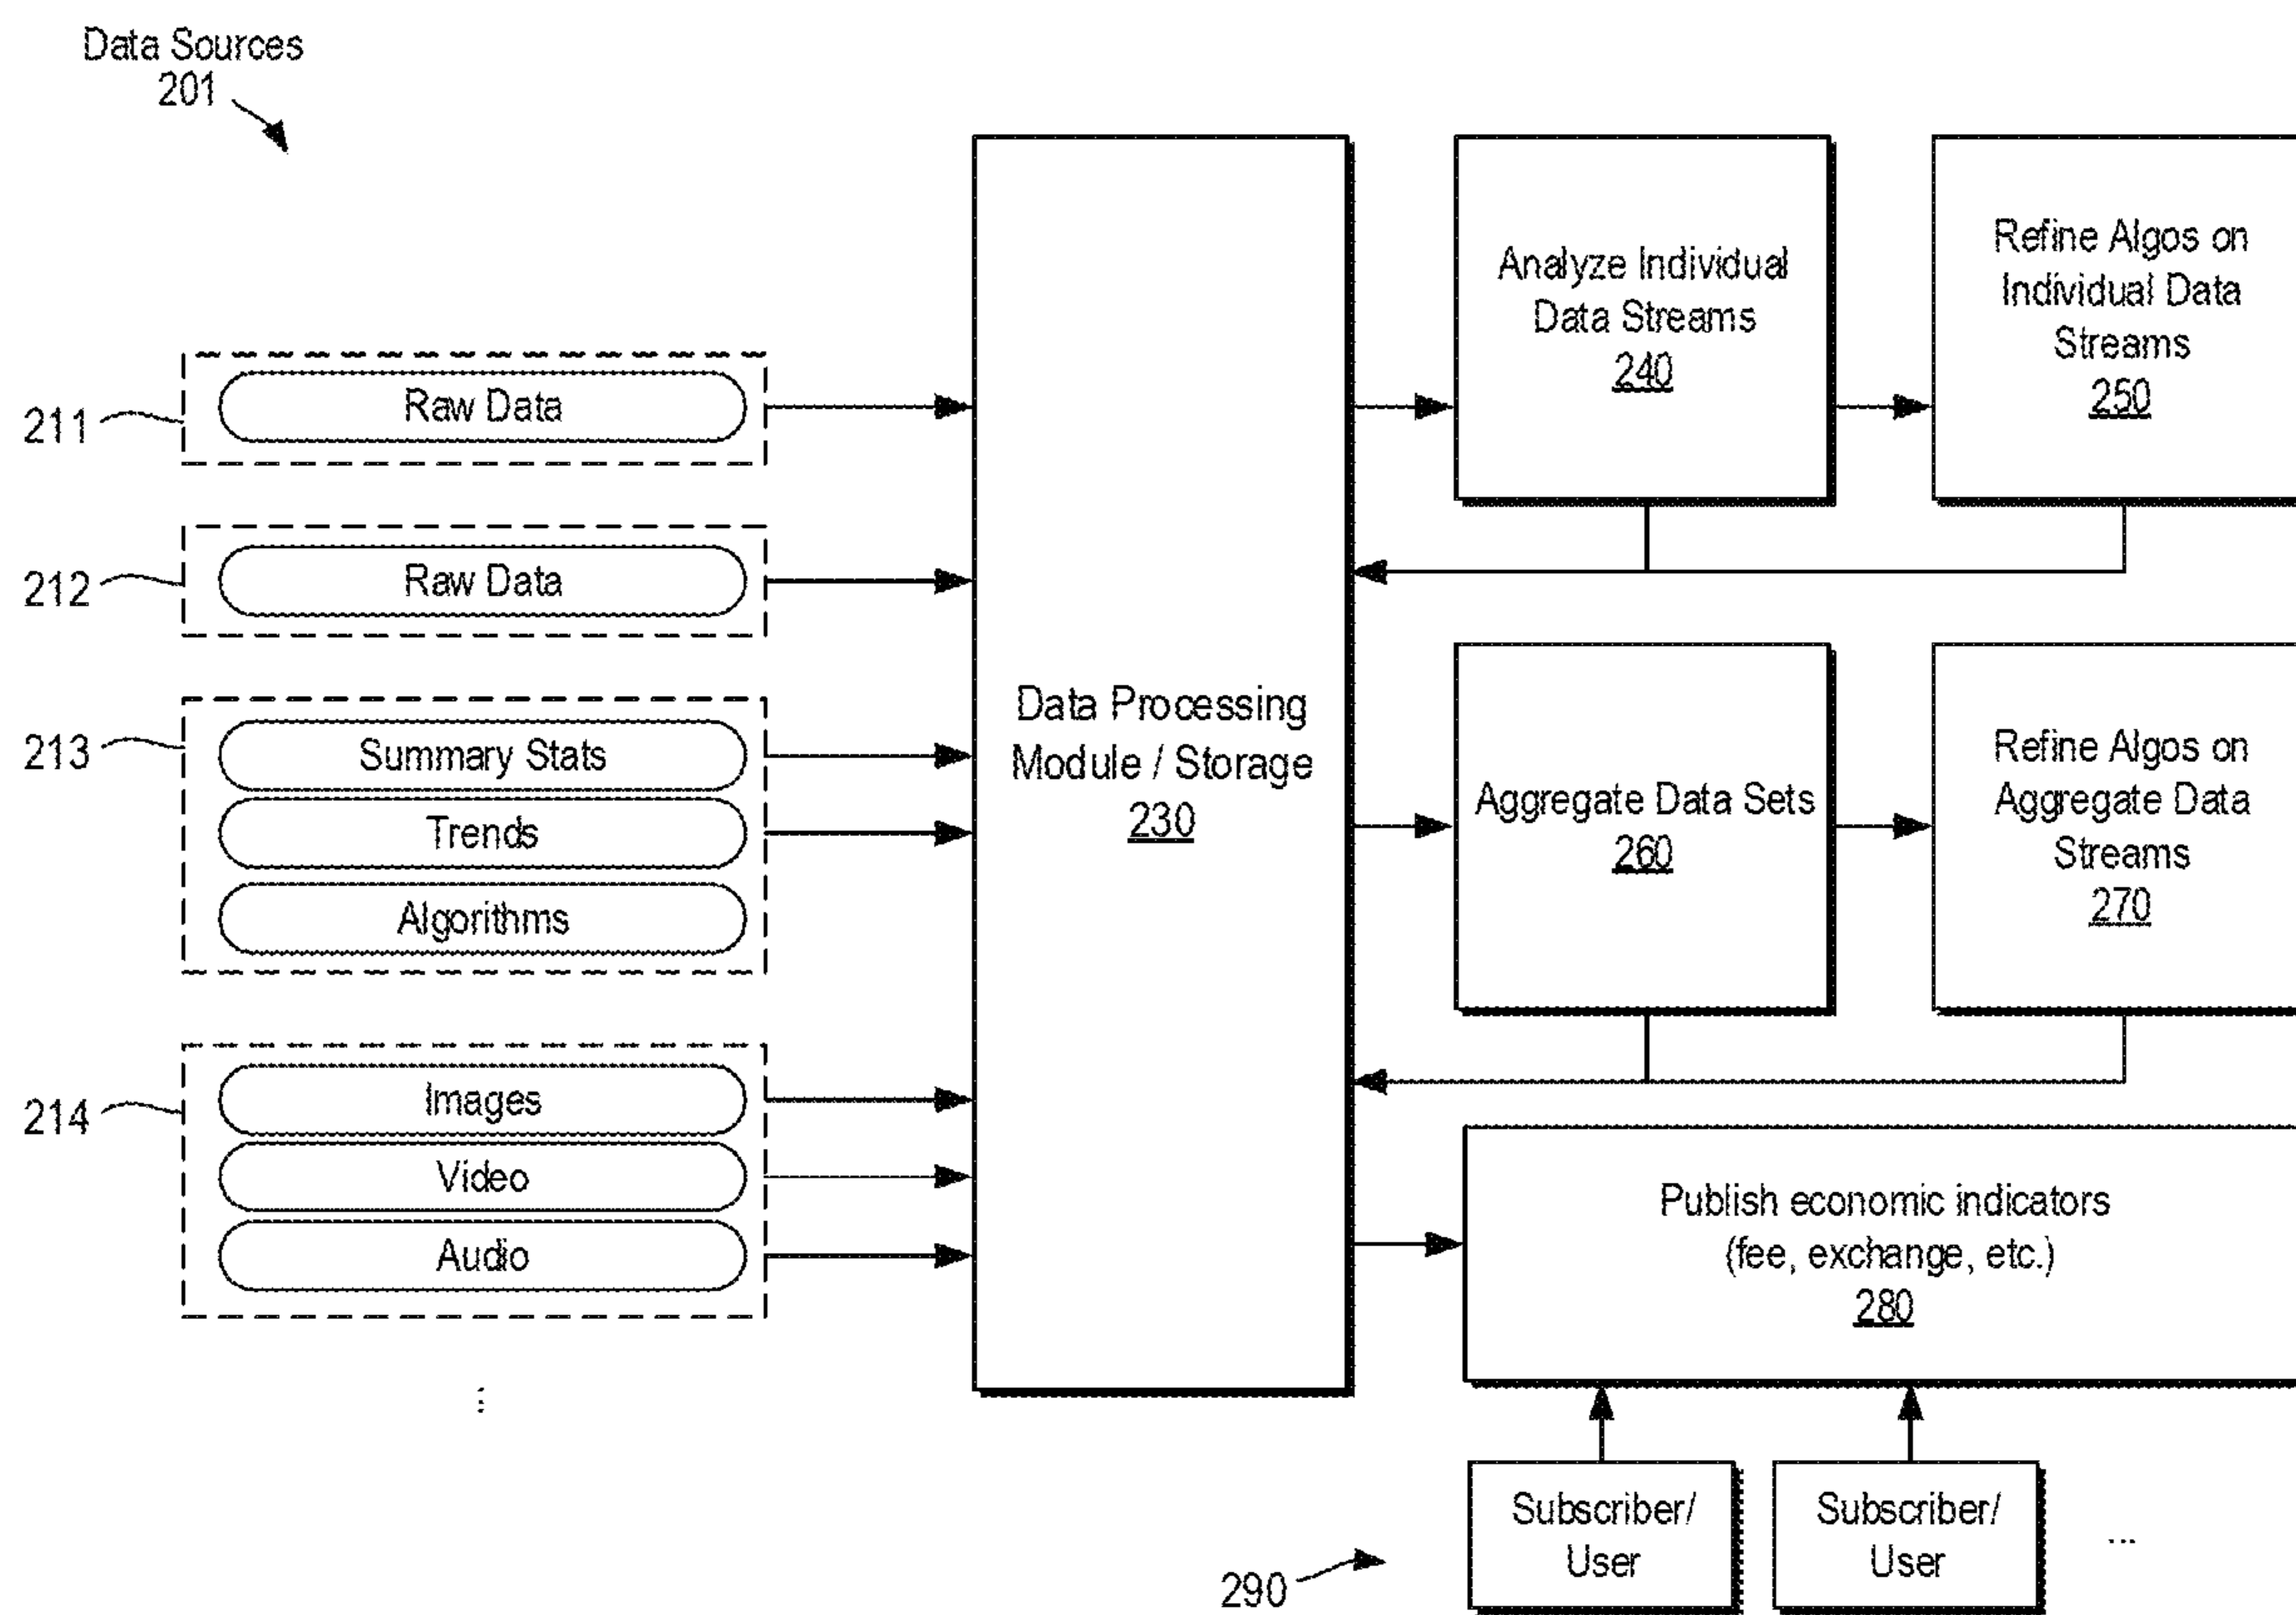 Data Sources
201
211
Raw Data
212
Raw Data
213
Summary Stats
Trends
Algorithms
214
Images
Video
Audio
⋮
Data Processing
Module / Storage
230
Analyze Individual
Data Streams
240
Refine Algos on
Individual Data
Streams
250
Aggregate Data Sets
260
Refine Algos on
Aggregate Data
Streams
270
Publish economic indicators
(fee, exchange, etc.)
280
290
Subscriber/
User
Subscriber/
User
...